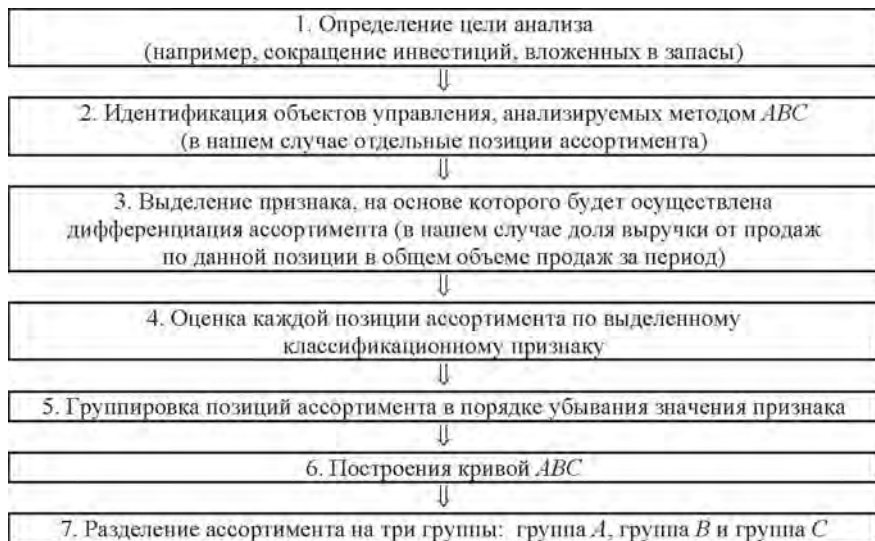 1. Определение цели анализа
(например, сокращение инвестиций, вложенных в запасы)
⇓
2. Идентификация объектов управления, анализируемых методом ABC
(в нашем случае отдельные позиции ассортимента)
⇓
3. Выделение признака, на основе которого будет осуществлена
дифференциация ассортимента (в нашем случае доля выручки от продаж
по данной позиции в общем объеме продаж за период)
⇓
4. Оценка каждой позиции ассортимента по выделенному
классификационному признаку
⇓
5. Группировка позиций ассортимента в порядке убывания значения признака
⇓
6. Построения кривой ABC
⇓
7. Разделение ассортимента на три группы: группа A, группа B и группа C